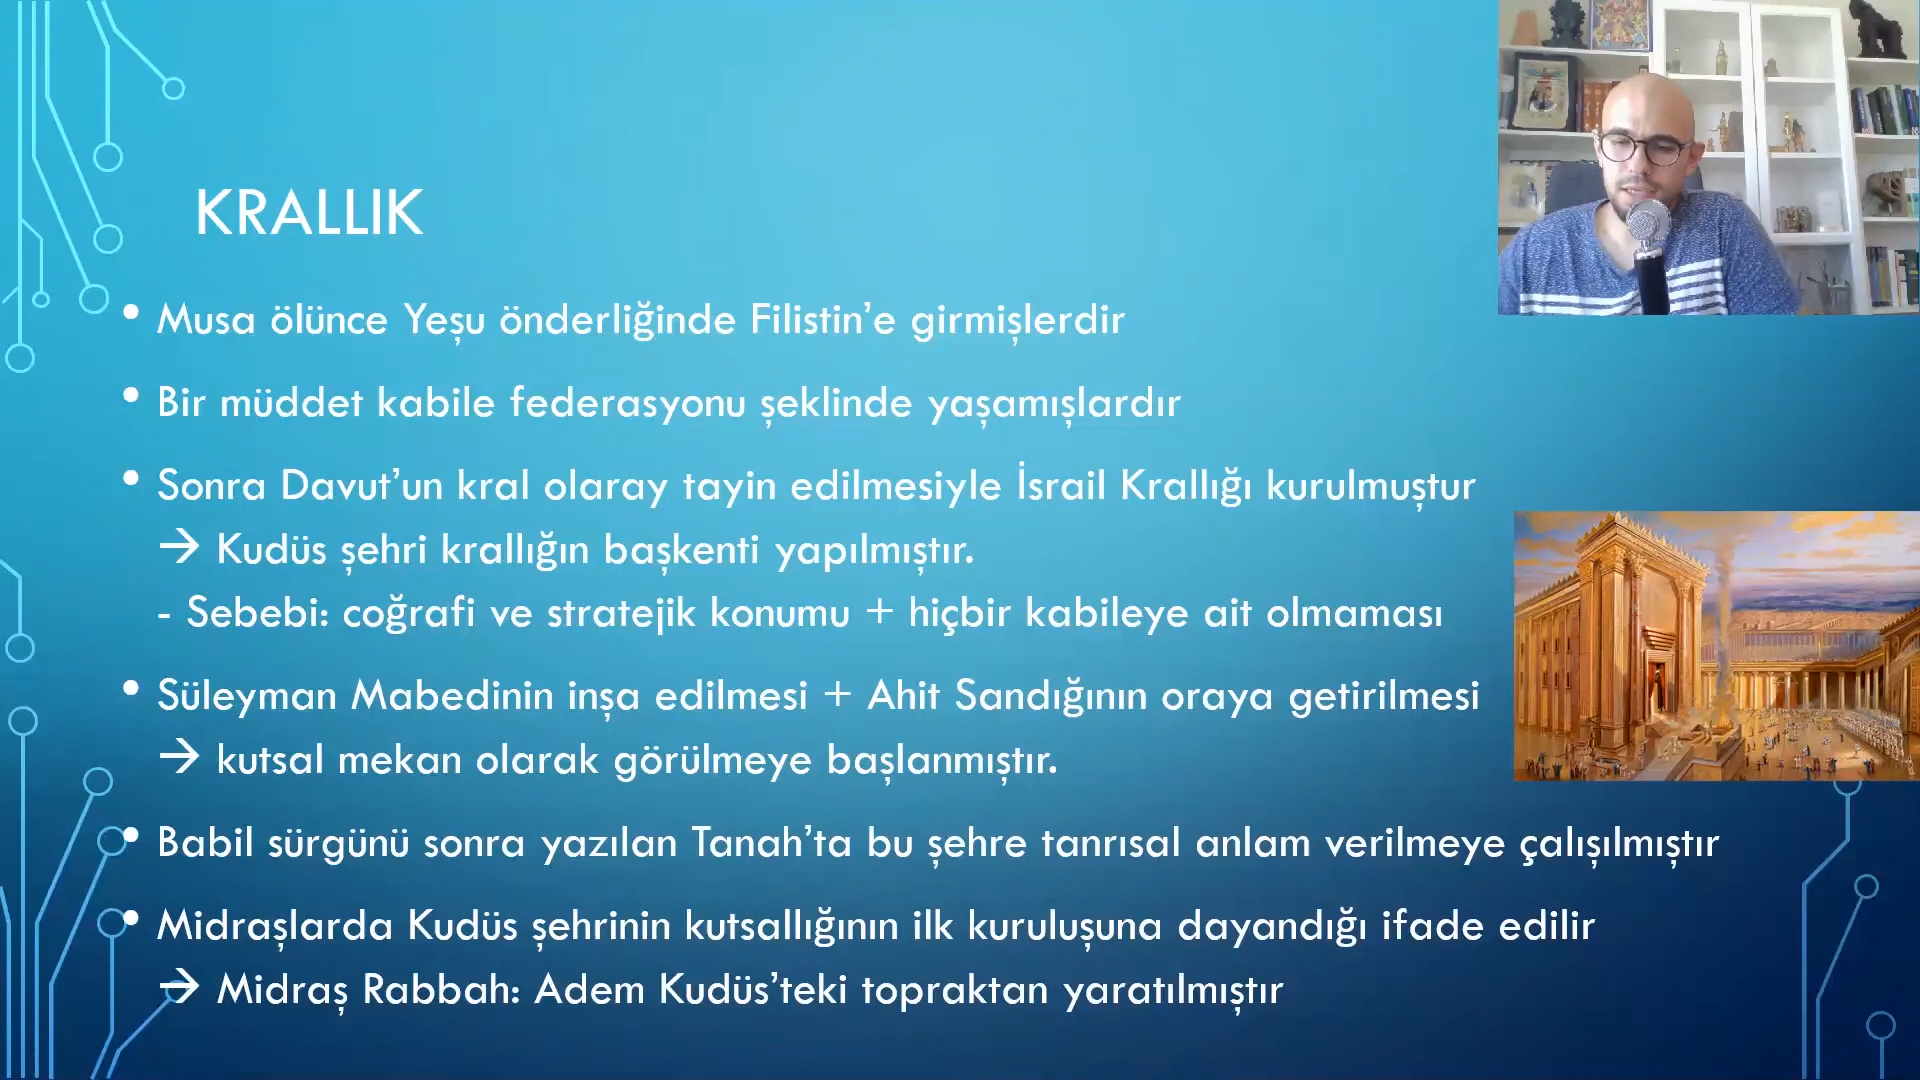 KRALLIK
• Musa ölünce Yeşu önderliğinde Filistin’e girmişlerdir
• Bir müddet kabile federasyonu şeklinde yaşamışlardır
• Sonra Davut’un kral olaray tayin edilmesiyle İsrail Krallığı kurulmuştur
→ Kudüs şehri krallığın başkenti yapılmıştır.
- Sebebi: coğrafi ve stratejik konumu + hiçbir kabileye ait olmaması
• Süleyman Mabedinin inşa edilmesi + Ahit Sandığının oraya getirilmesi
→ kutsal mekan olarak görülmeye başlanmıştır.
• Babil sürgünü sonra yazılan Tanah’ta bu şehre tanrısal anlam verilmeye çalışılmıştır
• Midraşlarda Kudüs şehrinin kutsallığının ilk kuruluşuna dayandığı ifade edilir
→ Midraş Rabbah: Adem Kudüs’teki topraktan yaratılmıştır